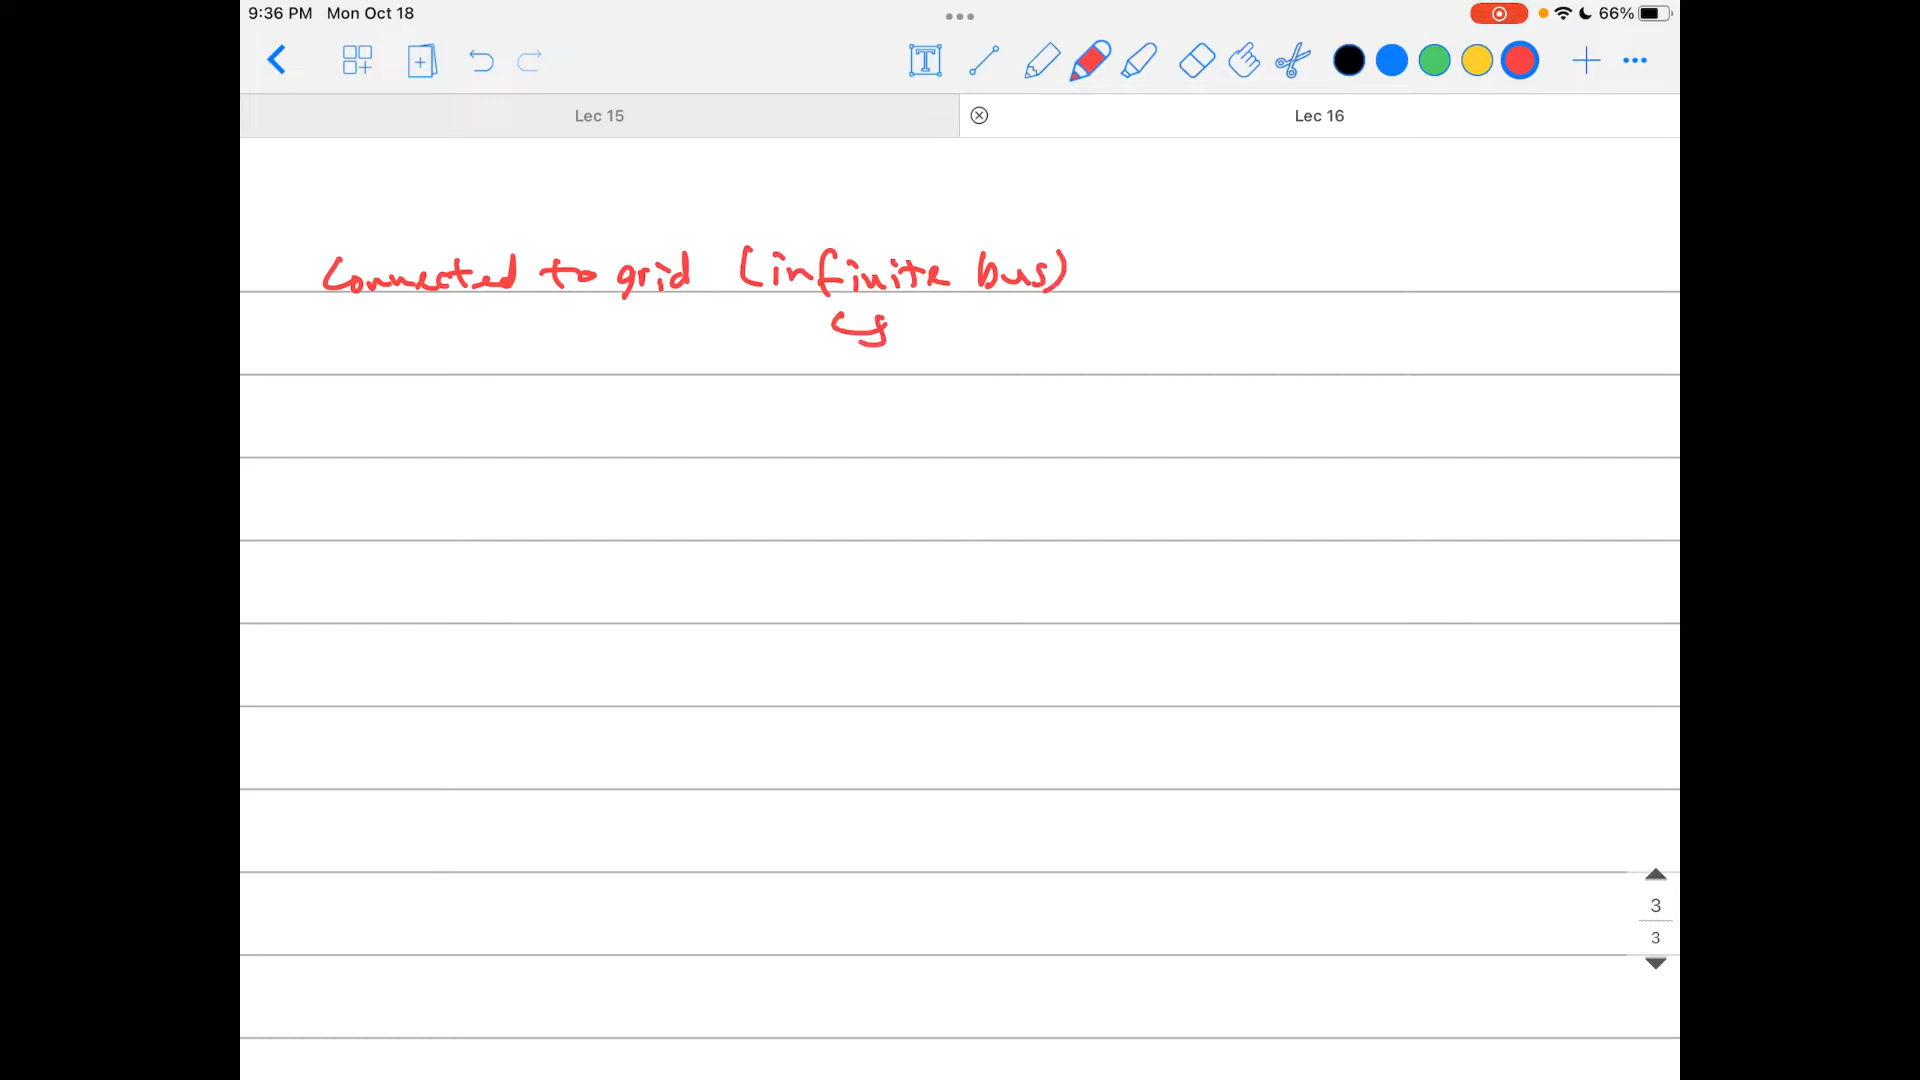 9:36 PM Mon Oct 18
66%
Lec 15
Lec 16
Connected to grid (infinite bus)
3
3